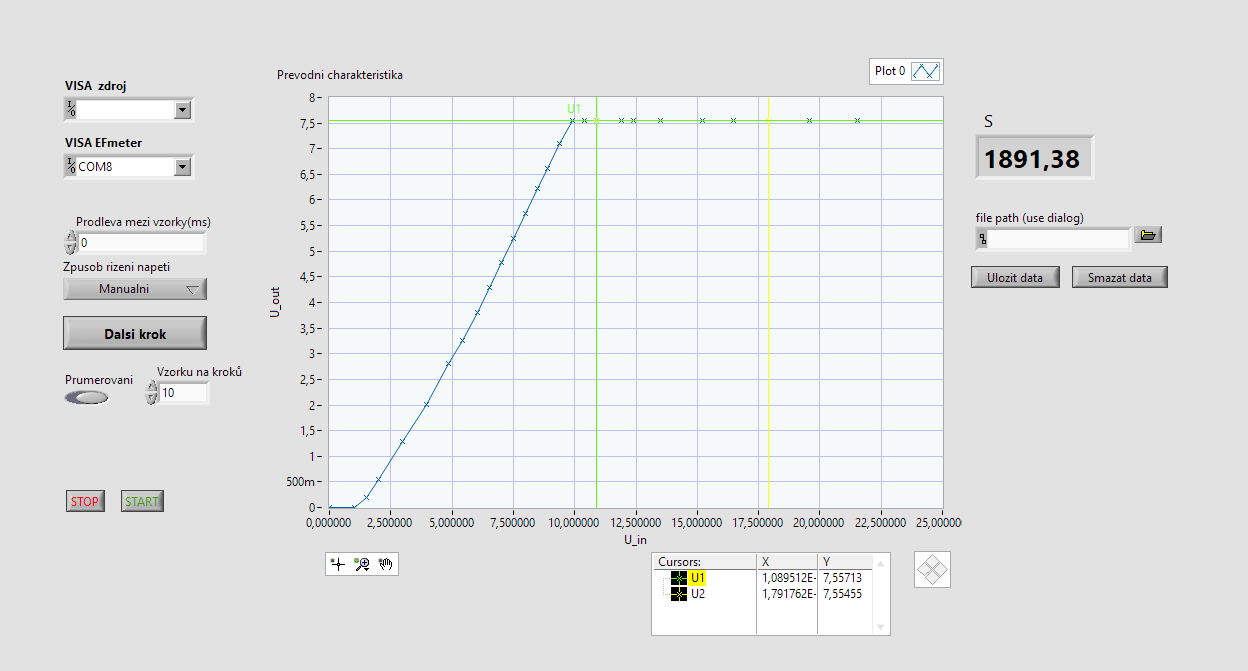 Prevodni charakteristika
Plot 0
VISA zdroj
VISA EFmeter
COM8
Prodleva mezi vzorky(ms)
0
Zpusob rizeni napeti
Manualni
Dalsi krok
Prumerovani
Vzorku na kroků
10
STOP
START
U_out
8
7,5
7
6,5
6
5,5
5
4,5
4
3,5
3
2,5
2
1,5
1
500m
0
U1
0,000000
2,500000
5,000000
7,500000
10,000000
12,500000
15,000000
17,500000
20,000000
22,500000
25,00000
U_in
Cursors: X Y
U1 1,089512E- 7,55713
U2 1,791762E- 7,55455
S
1891,38
file path (use dialog)
Ulozit data
Smazat data